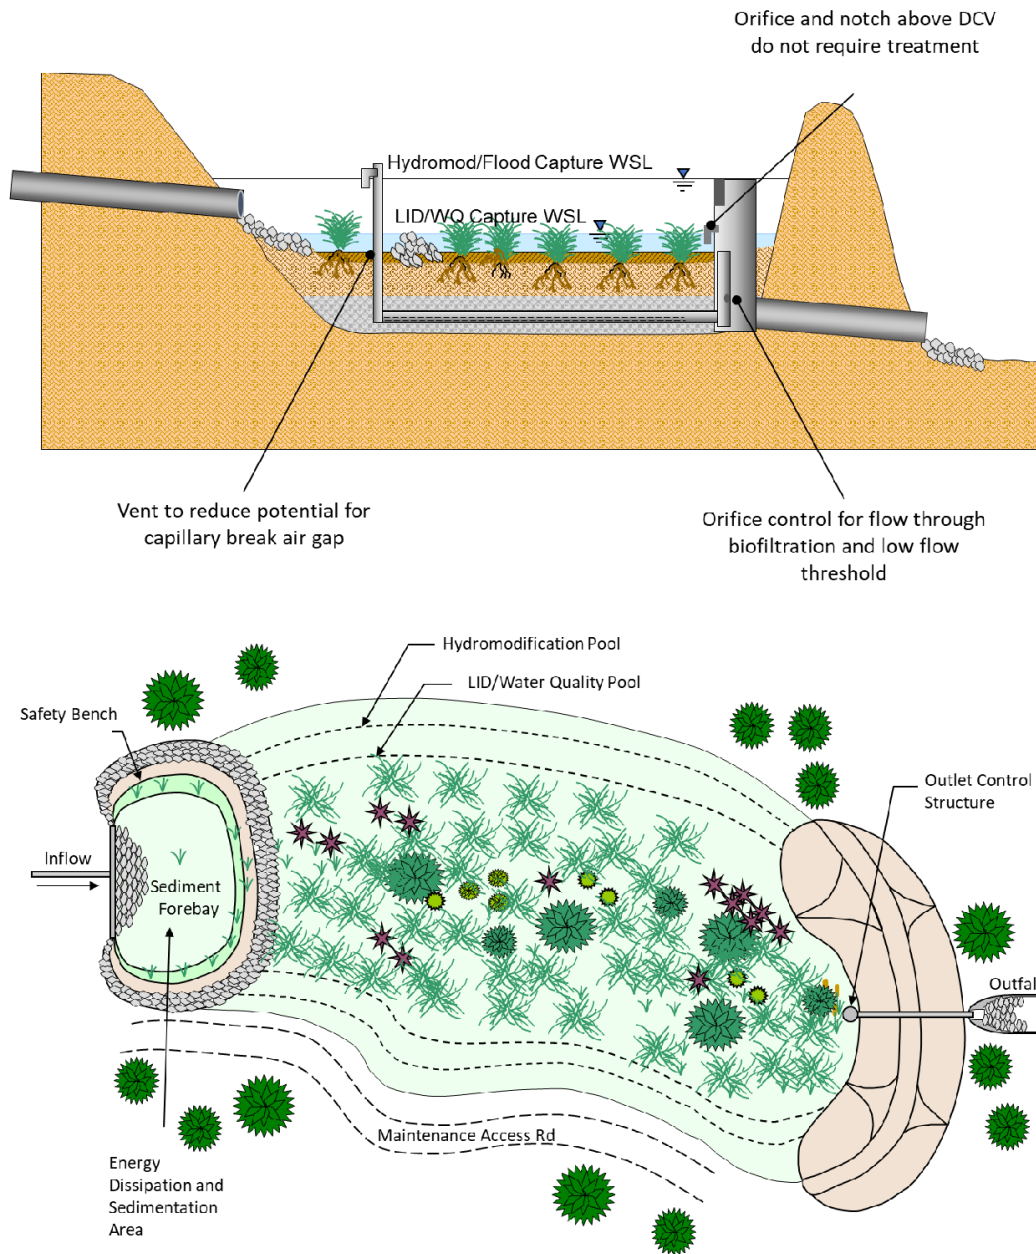 Orifice and notch above DCV
do not require treatment
Hydromod/Flood Capture WSL
LID/WQ Capture WSL
Vent to reduce potential for
capillary break air gap
Orifice control for flow through
biofiltration and low flow
threshold
Hydromodification Pool
LID/Water Quality Pool
Safety Bench
Outlet Control
Structure
Inflow
Sediment
Forebay
Outfal
Maintenance Access Rd
Energy
Dissipation and
Sedimentation
Area